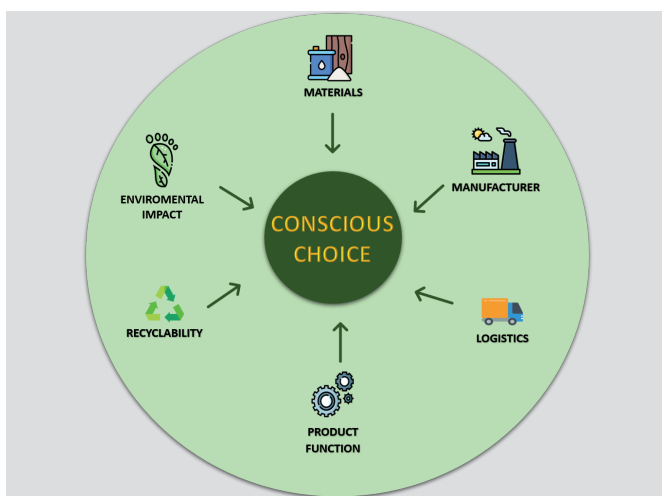 MATERIALS
MANUFACTURER
ENVIROMENTAL
IMPACT
CONSCIOUS
CHOICE
RECYCLABILITY
LOGISTICS
PRODUCT
FUNCTION